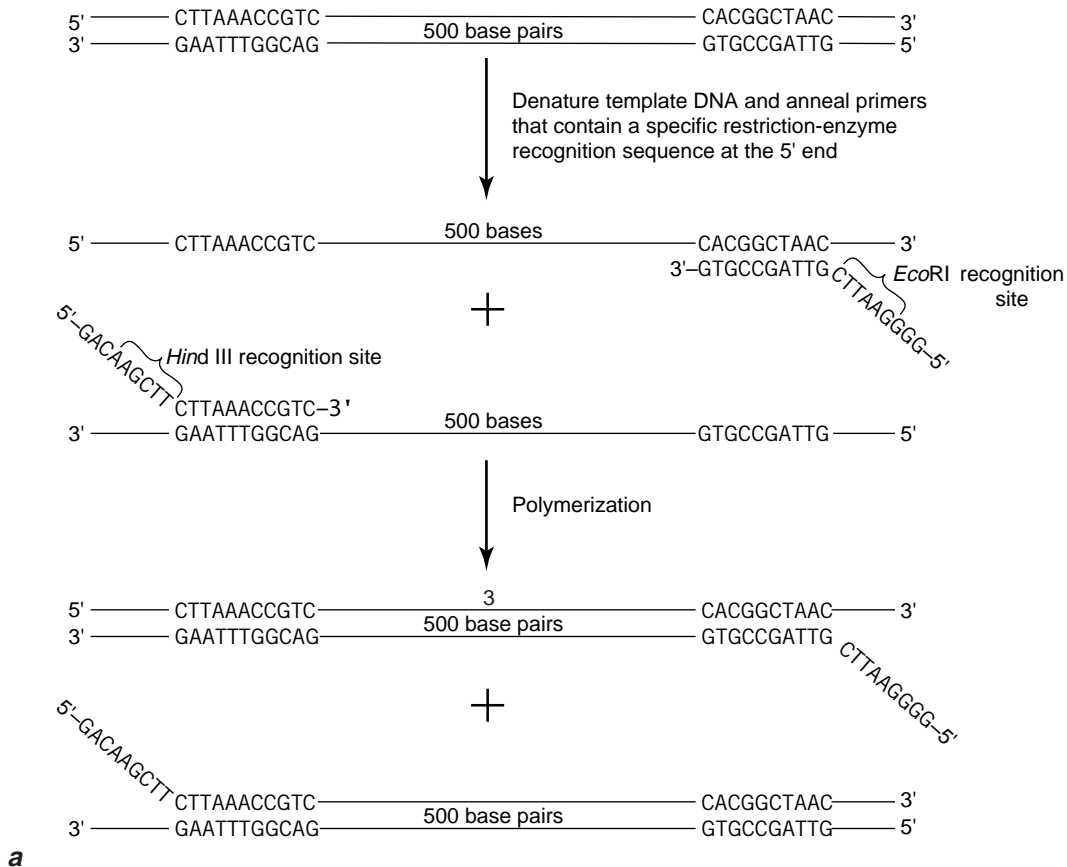 5' CTTAAACCGTC CACGGCTAAC 3'
500 base pairs
3' GAATTTGGCAG GTGCCGATTG 5'
Denature template DNA and anneal primers
that contain a specific restriction-enzyme
recognition sequence at the 5' end
500 bases
5' CTTAAACCGTC CACGGCTAAC 3'
3'–GTGCCGATTG
CTTAAGGGG–5'
EcoRI recognition
site
+
5'–GACAAGCTT
Hind III recognition site
CTTAAACCGTC–3'
500 bases
3' GAATTTGGCAG GTGCCGATTG 5'
Polymerization
3
5' CTTAAACCGTC CACGGCTAAC 3'
500 base pairs
3' GAATTTGGCAG GTGCCGATTG
CTTAAGGGG–5'
+
5'–GACAAGCTT
CTTAAACCGTC CACGGCTAAC 3'
500 base pairs
3' GAATTTGGCAG GTGCCGATTG 5'
a